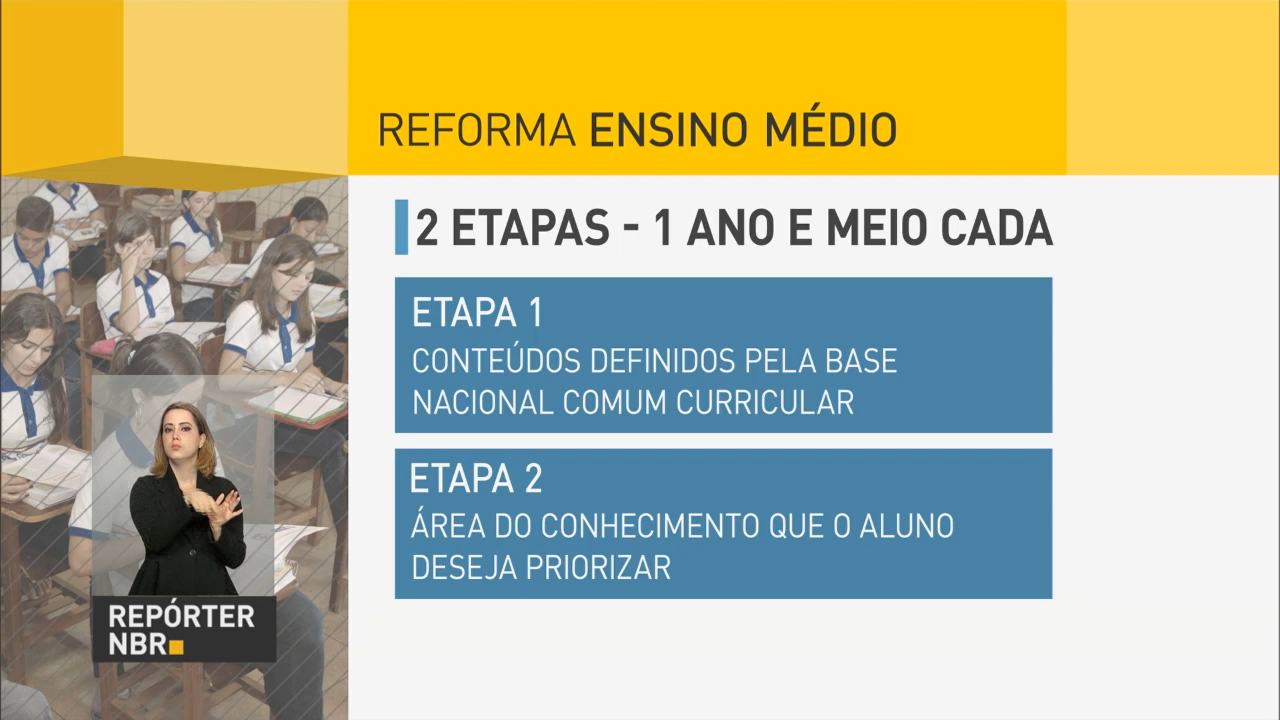 REFORMA ENSINO MÉDIO
2 ETAPAS - 1 ANO E MEIO CADA
ETAPA 1
CONTEÚDOS DEFINIDOS PELA BASE
NACIONAL COMUM CURRICULAR
ETAPA 2
ÁREA DO CONHECIMENTO QUE O ALUNO
DESEJA PRIORIZAR
REPÓRTER
NBR